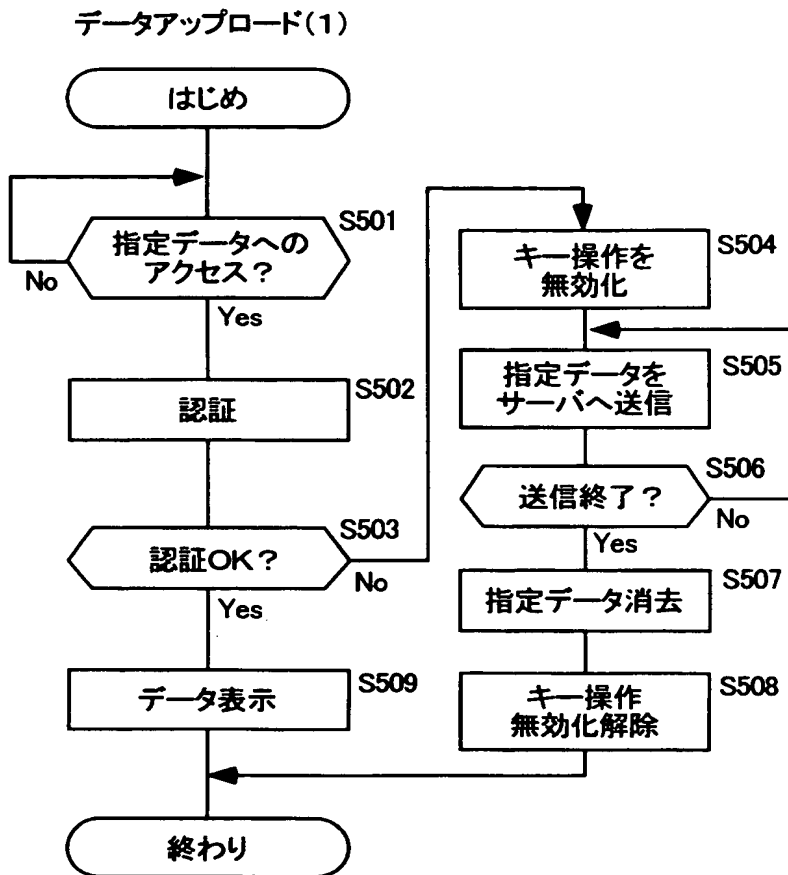 データアップロード(1)
はじめ
S501
指定データへの
アクセス?
No
Yes
S502
認証
S503
認証OK?
No
Yes
S509
データ表示
S504
キー操作を
無効化
S505
指定データを
サーバへ送信
S506
送信終了?
No
Yes
S507
指定データ消去
S508
キー操作
無効化解除
終わり